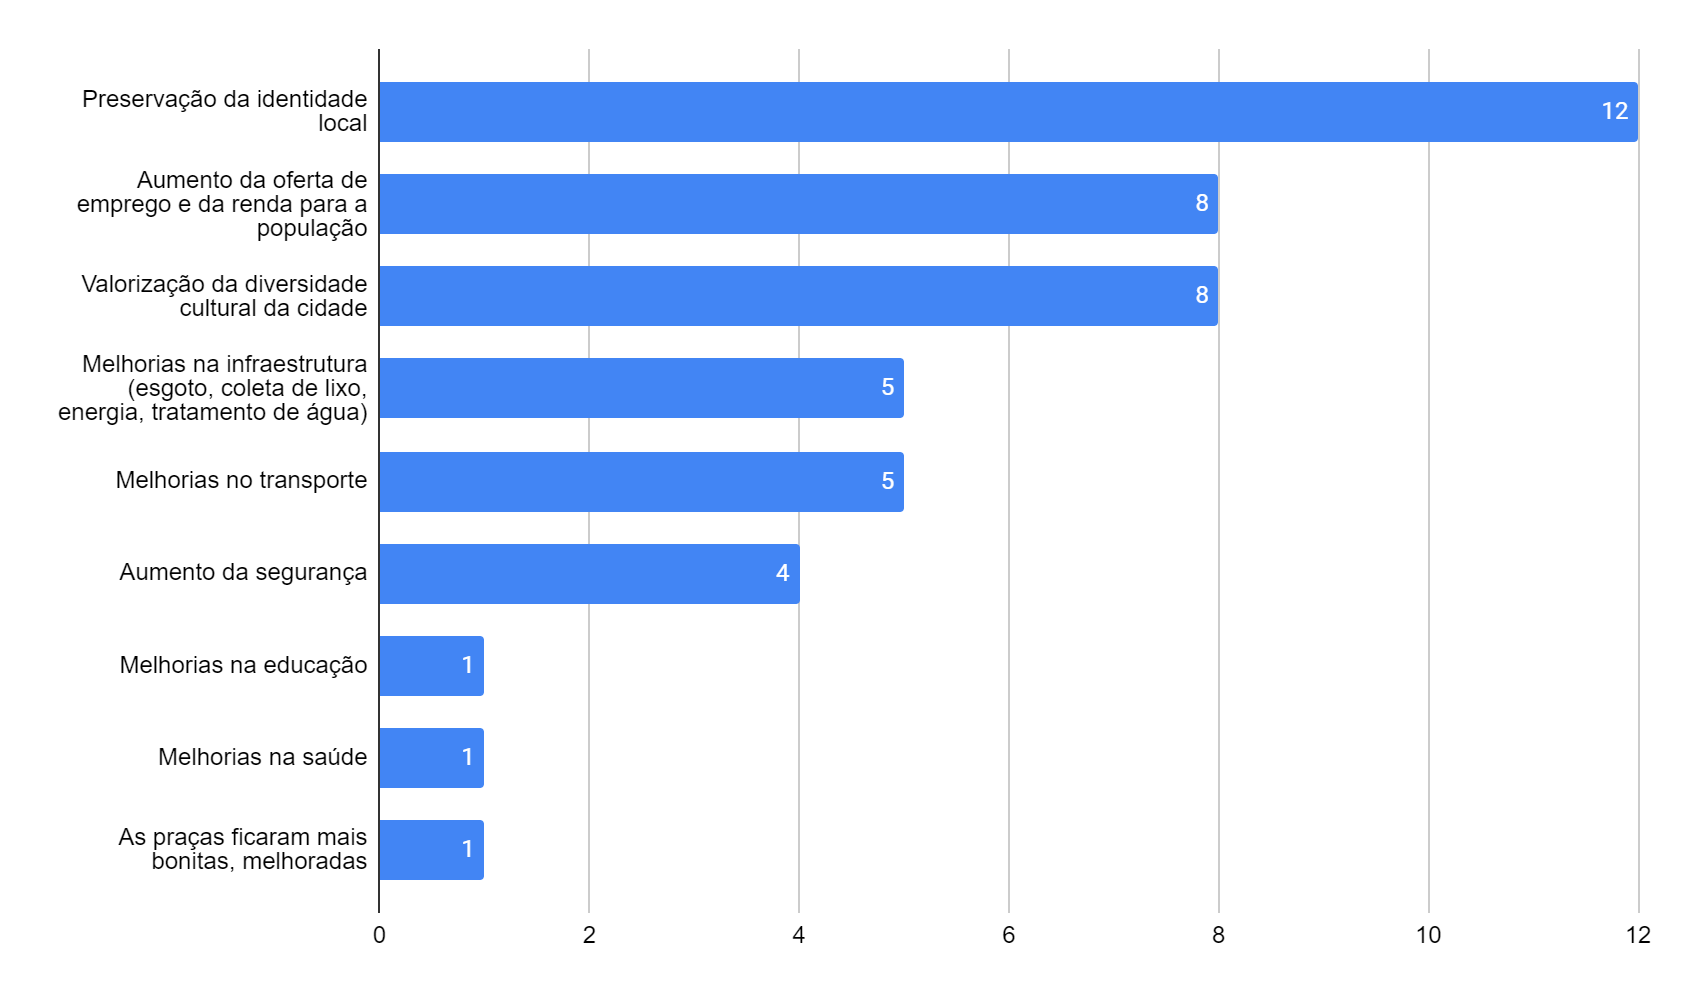 Preservação da identidade
local
12
Aumento da oferta de
emprego e da renda para a
população
8
Valorização da diversidade
cultural da cidade
8
Melhorias na infraestrutura
(esgoto, coleta de lixo,
energia, tratamento de água)
5
Melhorias no transporte
5
Aumento da segurança
4
Melhorias na educação
1
Melhorias na saúde
1
As praças ficaram mais
bonitas, melhoradas
1
0 2 4 6 8 10 12